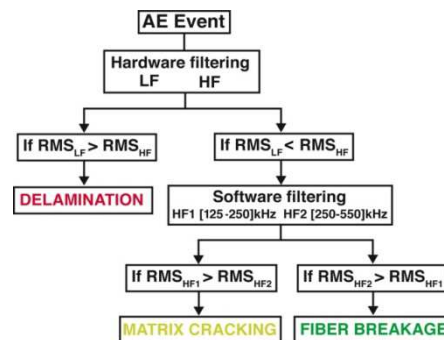 AE Event
Hardware filtering
LF HF
If RMS_LF > RMS_HF
If RMS_LF < RMS_HF
DELAMINATION
Software filtering
HF1 [125-250]kHz HF2 [250-550]kHz
If RMS_HF1 > RMS_HF2
If RMS_HF2 > RMS_HF1
MATRIX CRACKING
FIBER BREAKAGE